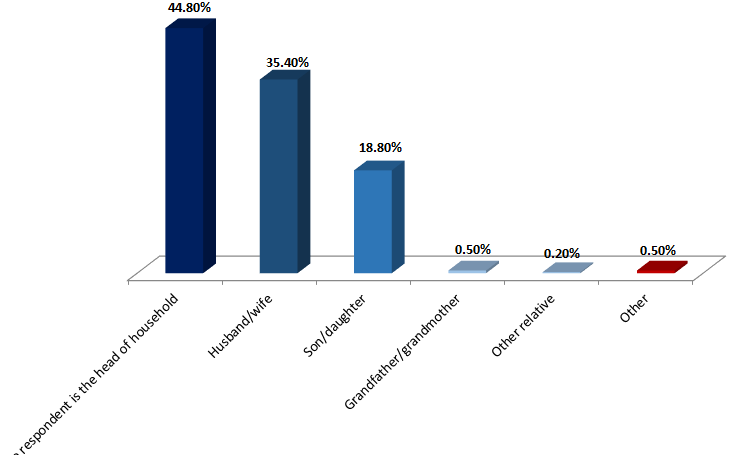 44.80%
35.40%
18.80%
0.50%
0.20%
0.50%
respondent is the head of household
Husband/wife
Son/daughter
Grandfather/grandmother
Other relative
Other